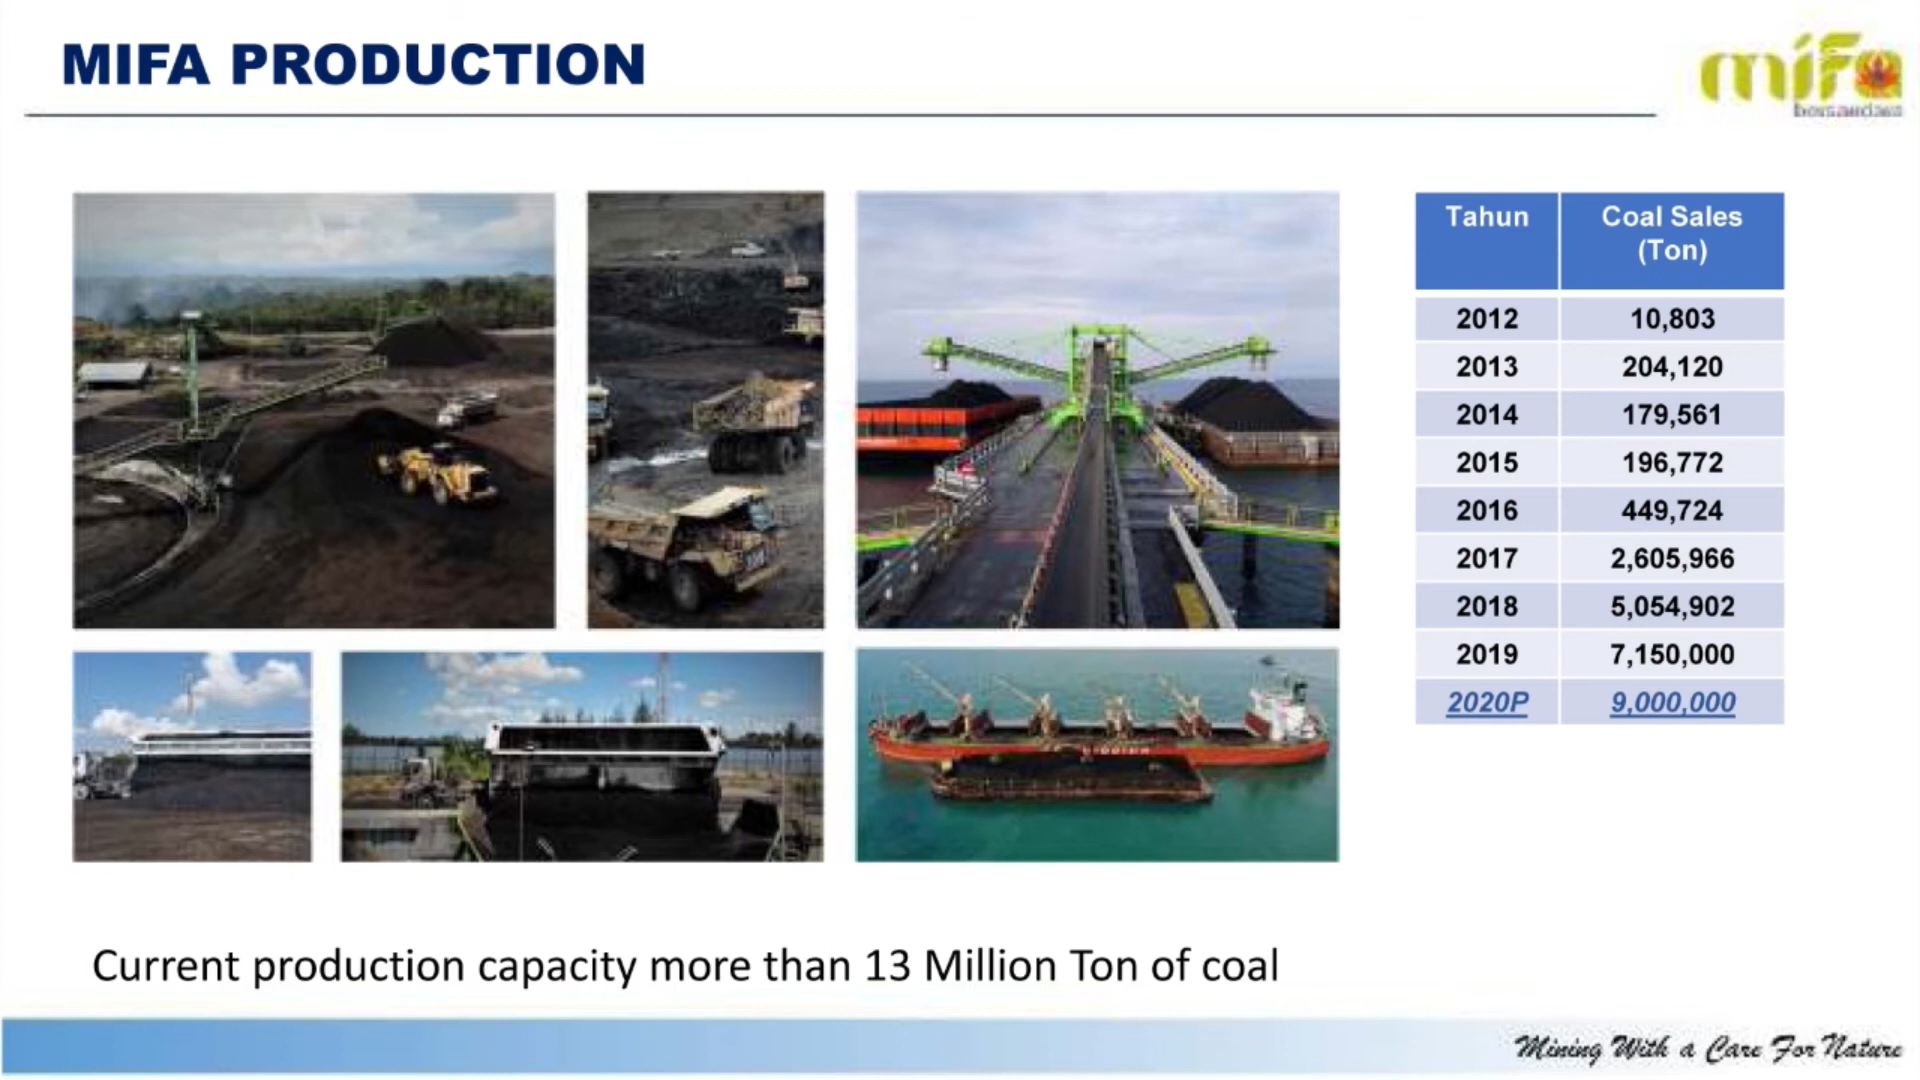 MIFA PRODUCTION
mifa
bersaudara
Tahun Coal Sales (Ton)
2012 10,803
2013 204,120
2014 179,561
2015 196,772
2016 449,724
2017 2,605,966
2018 5,054,902
2019 7,150,000
2020P 9,000,000
Current production capacity more than 13 Million Ton of coal
Mining With a Care For Nature